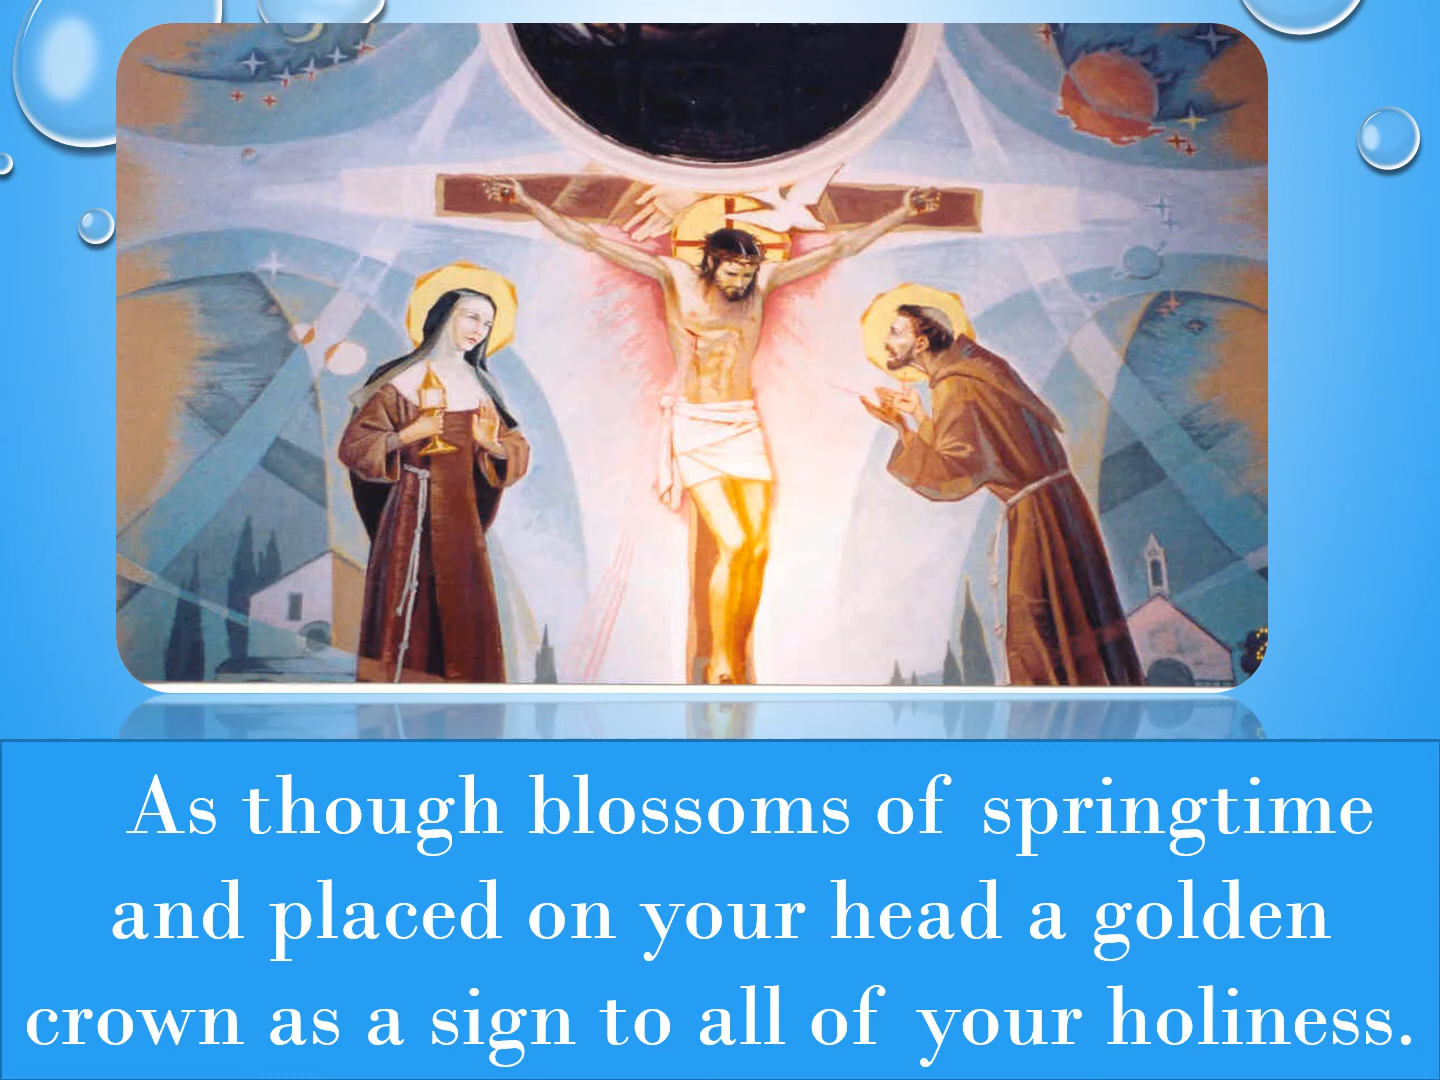 As though blossoms of springtime
and placed on your head a golden
crown as a sign to all of your holiness.